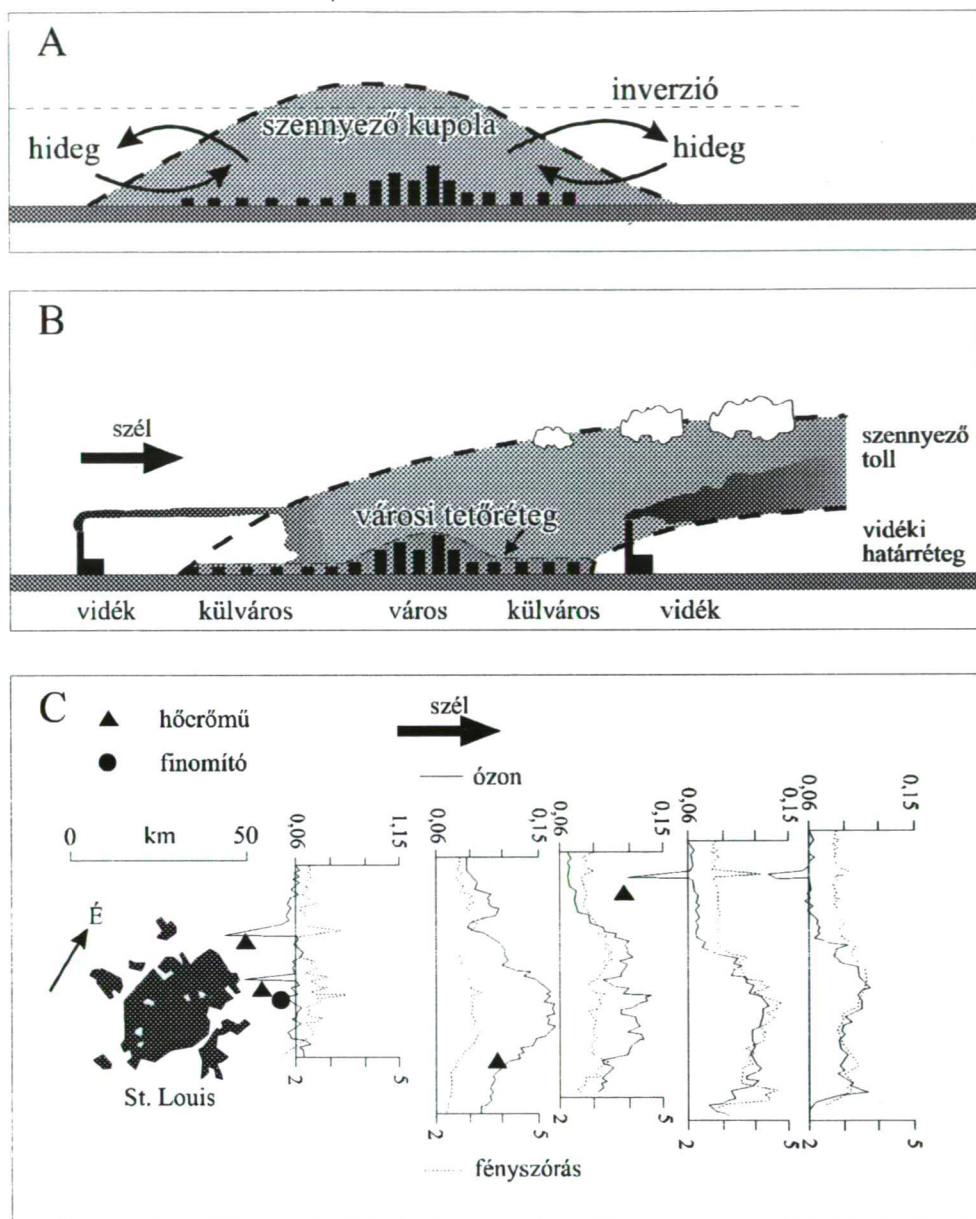 A
inverzió
szennyező kupola
hideg
hideg
B
szél
szennyező
toll
városi tetőréteg
vidéki
határréteg
vidék
külváros
város
külváros
vidék
C
hőcrőmű
szél
finomító
ózon
0
km
50
0,06
1,15
0,06
0,15
0,06
0,15
0,06
0,15
0,06
0,15
É
St. Louis
2
5
2
5
2
5
2
5
2
5
fényszórás